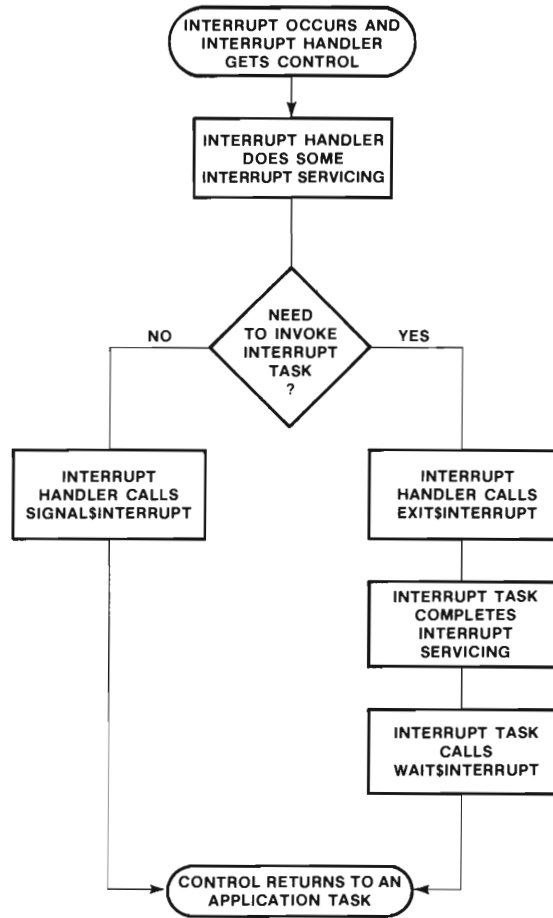 INTERRUPT OCCURS AND
INTERRUPT HANDLER
GETS CONTROL
INTERRUPT HANDLER
DOES SOME
INTERRUPT SERVICING
NEED
TO INVOKE
INTERRUPT
TASK
?
NO
YES
INTERRUPT
HANDLER CALLS
SIGNAL$INTERRUPT
INTERRUPT
HANDLER CALLS
EXIT$INTERRUPT
INTERRUPT TASK
COMPLETES
INTERRUPT
SERVICING
INTERRUPT TASK
CALLS
WAIT$INTERRUPT
CONTROL RETURNS TO AN
APPLICATION TASK